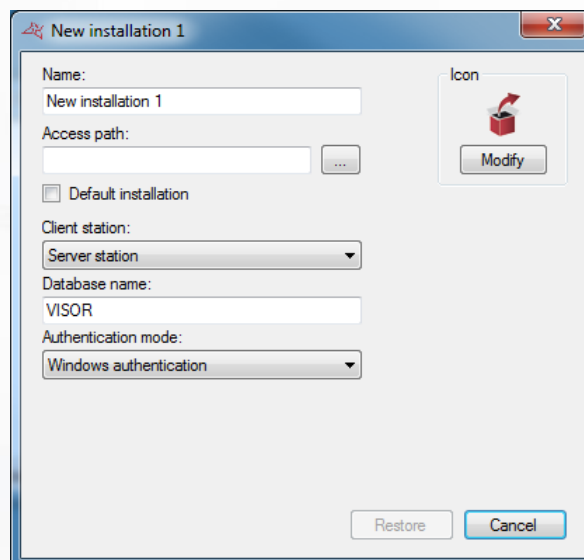 New installation 1
x
Name:
Icon
New installation 1
Access path:
...
Modify
Default installation
Client station:
Server station
Database name:
VISOR
Authentication mode:
Windows authentication
Restore
Cancel